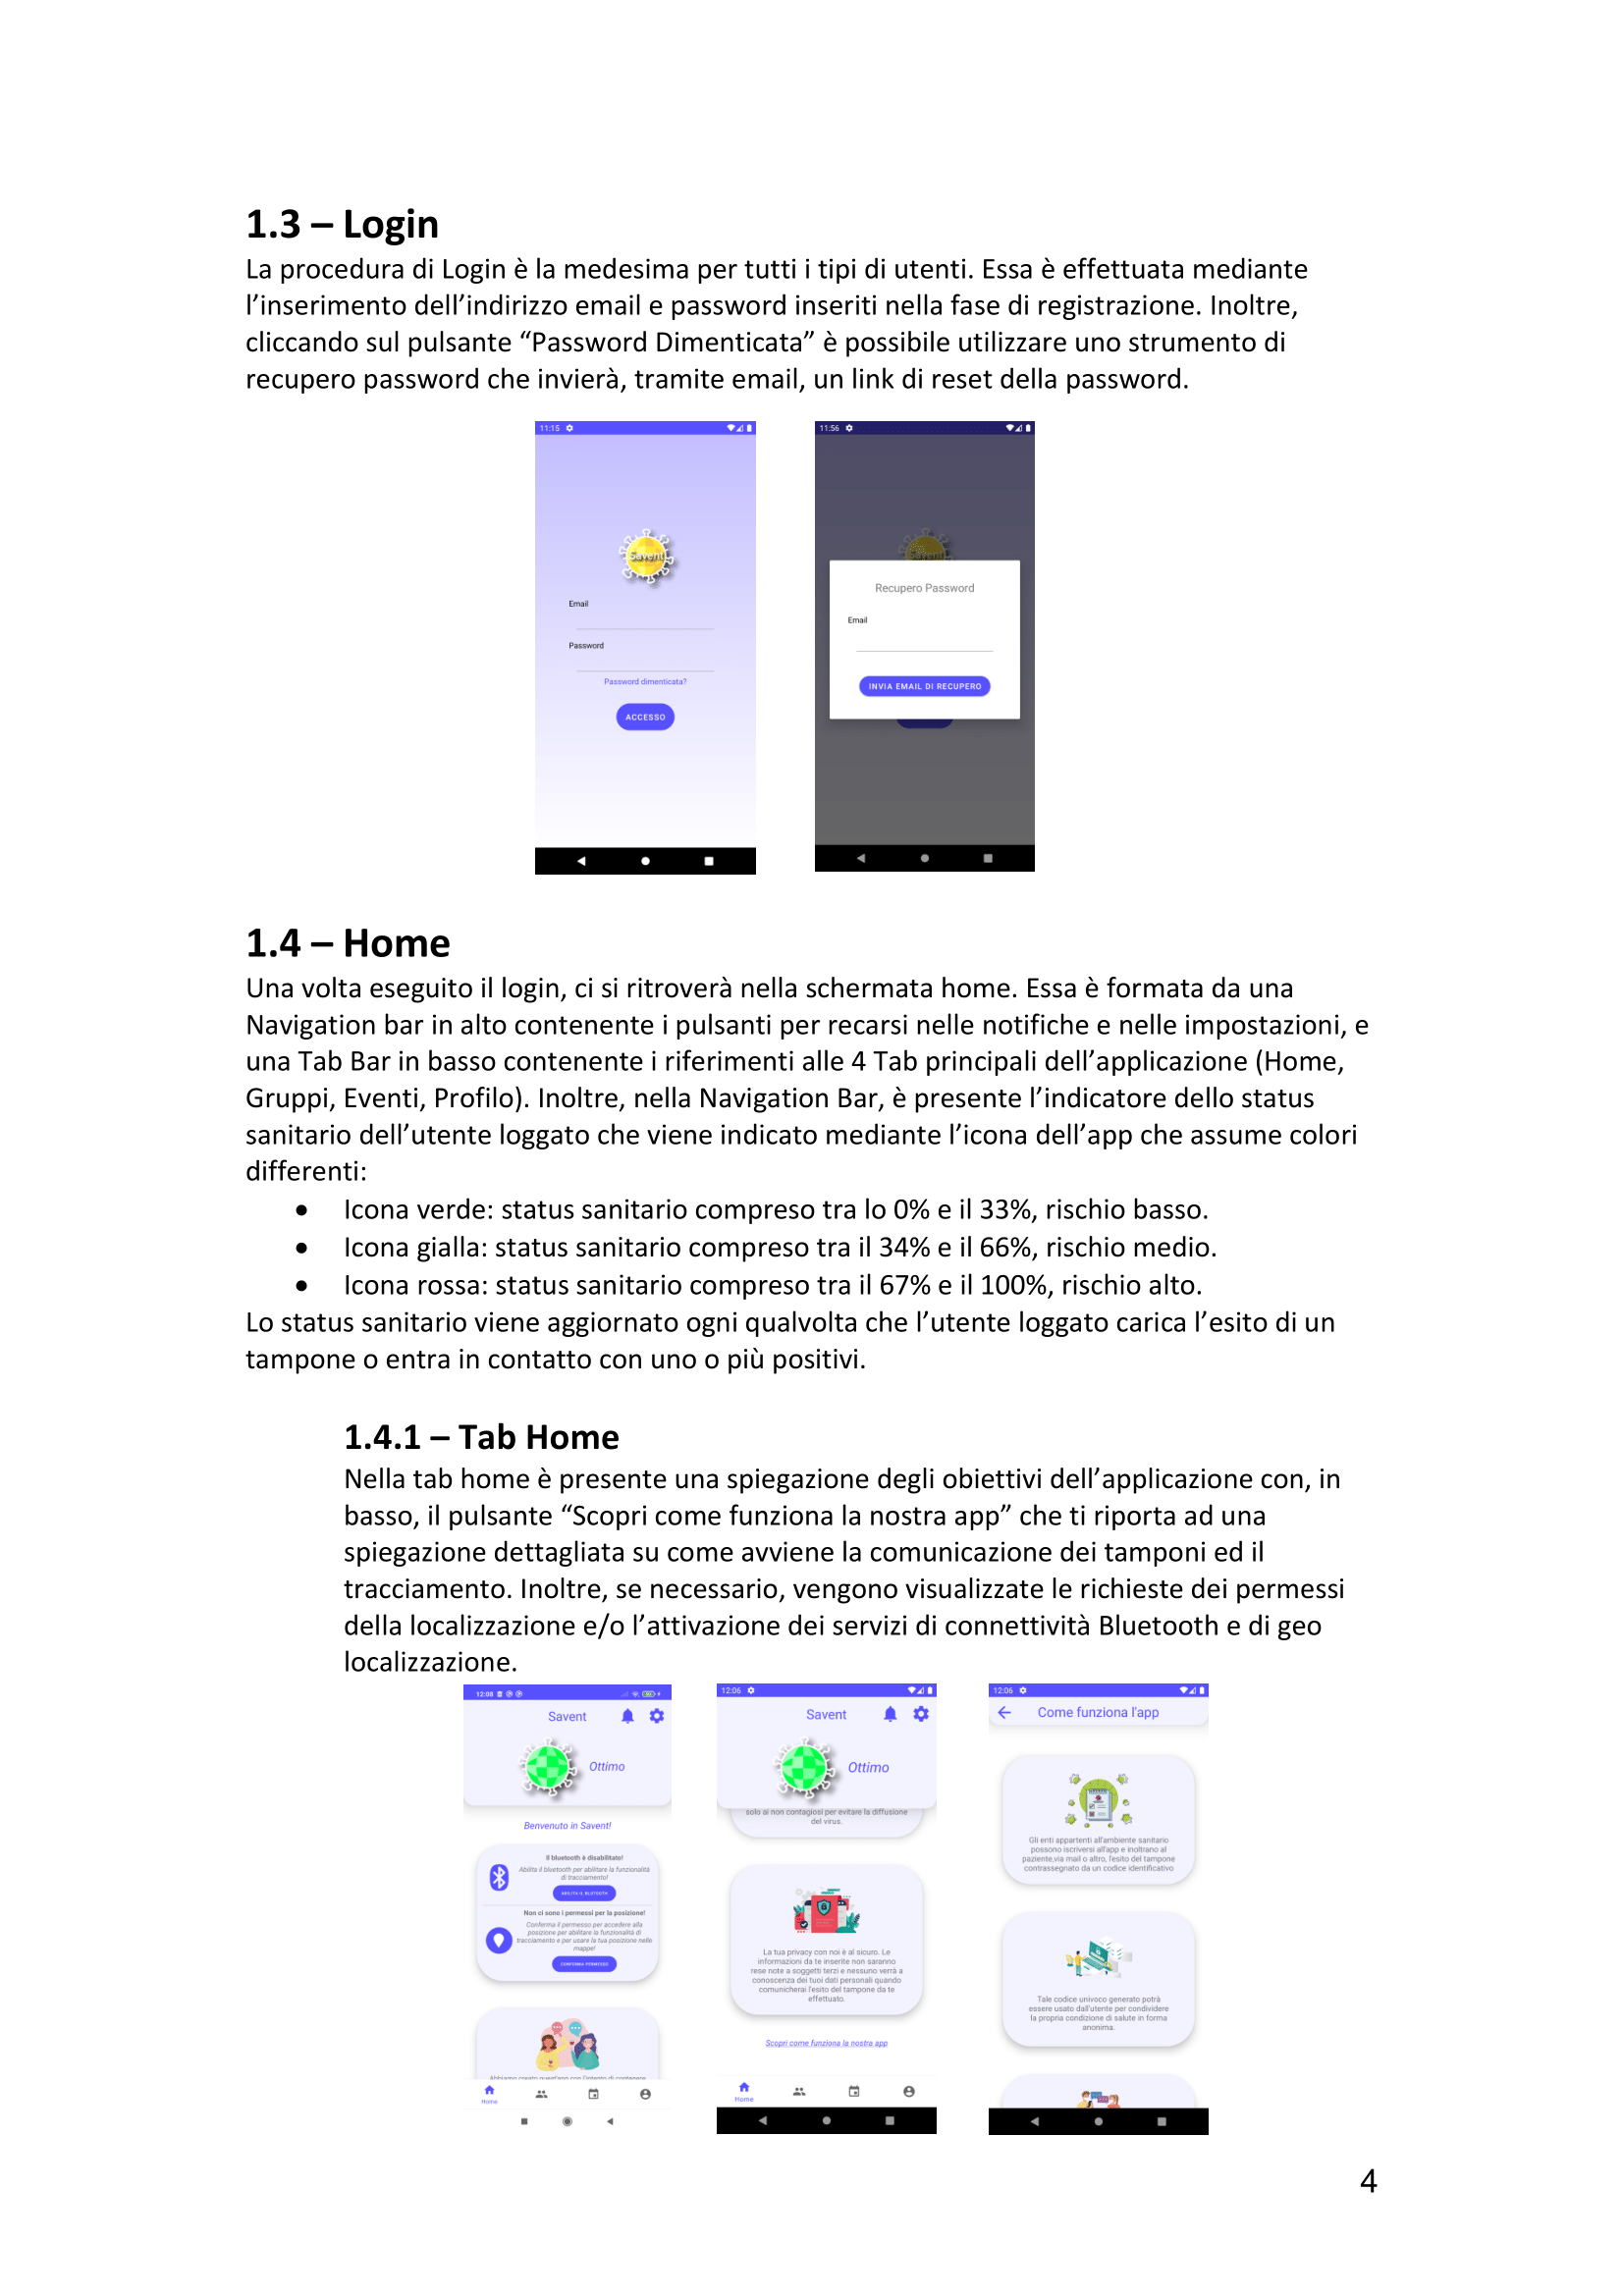 1.3 – Login
La procedura di Login è la medesima per tutti i tipi di utenti. Essa è effettuata mediante
l’inserimento dell’indirizzo email e password inseriti nella fase di registrazione. Inoltre,
cliccando sul pulsante “Password Dimenticata” è possibile utilizzare uno strumento di
recupero password che invierà, tramite email, un link di reset della password.
11:15
Savent
Email
Password
Password dimenticata?
ACCESSO
11:56
Savent
Recupero Password
Email
INVIA EMAIL DI RECUPERO
1.4 – Home
Una volta eseguito il login, ci si ritroverà nella schermata home. Essa è formata da una
Navigation bar in alto contenente i pulsanti per recarsi nelle notifiche e nelle impostazioni, e
una Tab Bar in basso contenente i riferimenti alle 4 Tab principali dell’applicazione (Home,
Gruppi, Eventi, Profilo). Inoltre, nella Navigation Bar, è presente l’indicatore dello status
sanitario dell’utente loggato che viene indicato mediante l’icona dell’app che assume colori
differenti:
• Icona verde: status sanitario compreso tra lo 0% e il 33%, rischio basso.
• Icona gialla: status sanitario compreso tra il 34% e il 66%, rischio medio.
• Icona rossa: status sanitario compreso tra il 67% e il 100%, rischio alto.
Lo status sanitario viene aggiornato ogni qualvolta che l’utente loggato carica l’esito di un
tampone o entra in contatto con uno o più positivi.
1.4.1 – Tab Home
Nella tab home è presente una spiegazione degli obiettivi dell’applicazione con, in
basso, il pulsante “Scopri come funziona la nostra app” che ti riporta ad una
spiegazione dettagliata su come avviene la comunicazione dei tamponi ed il
tracciamento. Inoltre, se necessario, vengono visualizzate le richieste dei permessi
della localizzazione e/o l’attivazione dei servizi di connettività Bluetooth e di geo
localizzazione.
12:08
Savent
Ottimo
Benvenuto in Savent!
Il bluetooth è disabilitato!
Abilita il bluetooth per abilitare la funzionalità
di tracciamento!
ABILITA IL BLUTOOTH
Non ci sono i permessi per la posizione!
Conferma il permesso per accedere alla
posizione per abilitare la funzionalità di
tracciamento e per usare la tua posizione nelle
mappe!
CONFERMA PERMESSO
Abbiamo creato quest'app con l'intento di contenere
Home
12:06
Savent
Ottimo
solo ai non contagiosi per evitare la diffusione
del virus.
La tua privacy con noi è al sicuro. Le
informazioni da te inserite non saranno
rese note a soggetti terzi e nessuno verrà a
conoscenza dei tuoi dati personali quando
comunicherai l'esito del tampone da te
effettuato.
Scopri come funziona la nostra app
Home
12:06
Come funziona l'app
Gli enti appartenti all'ambiente sanitario
possono iscriversi all'app e inoltrano al
paziente,via mail o altro, l'esito del tampone
contrassegnato da un codice identificativo
Tale codice univoco generato potrà
essere usato dall'utente per condividere
la propria condizione di salute in forma
anonima.
4